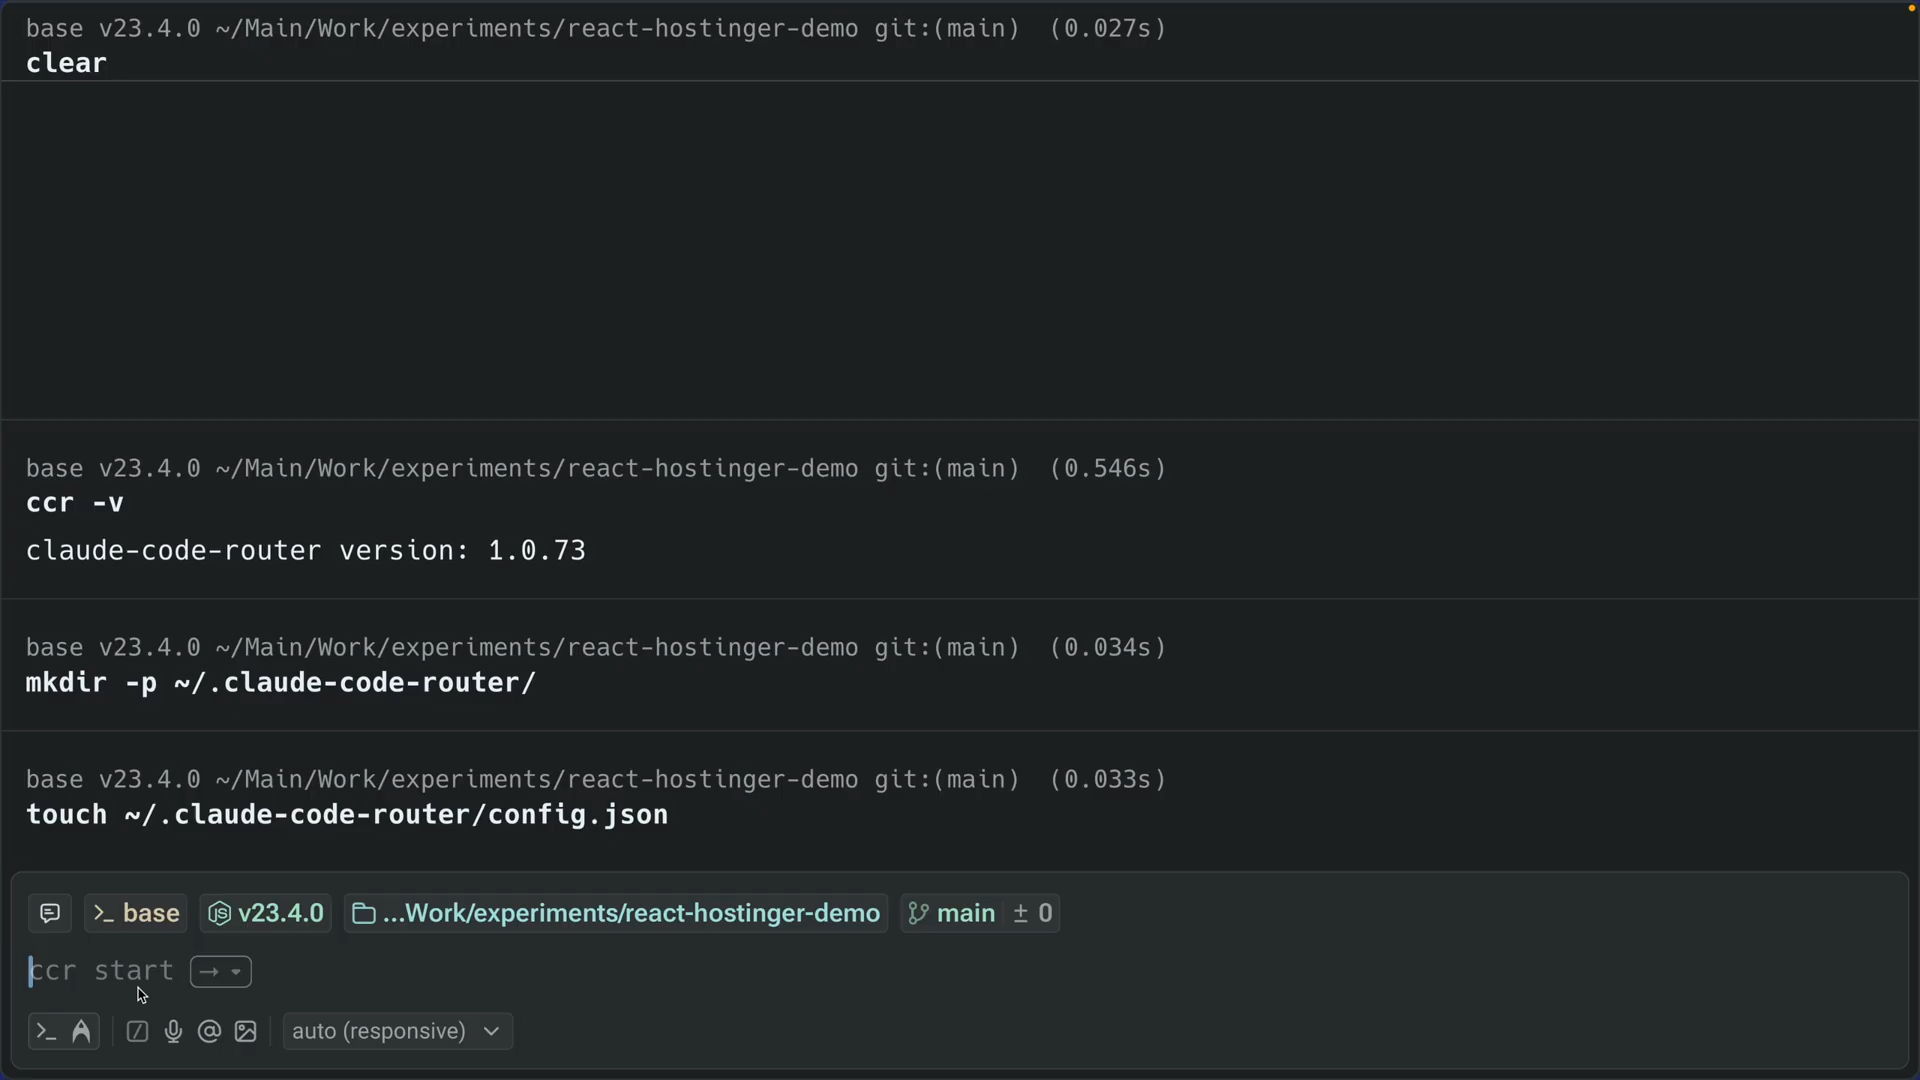 base v23.4.0 ~/Main/Work/experiments/react-hostinger-demo git:(main) (0.027s)
clear
base v23.4.0 ~/Main/Work/experiments/react-hostinger-demo git:(main) (0.546s)
ccr -v
claude-code-router version: 1.0.73
base v23.4.0 ~/Main/Work/experiments/react-hostinger-demo git:(main) (0.034s)
mkdir -p ~/.claude-code-router/
base v23.4.0 ~/Main/Work/experiments/react-hostinger-demo git:(main) (0.033s)
touch ~/.claude-code-router/config.json
>_ base v23.4.0 ...Work/experiments/react-hostinger-demo main ± 0
ccr start →
auto (responsive)